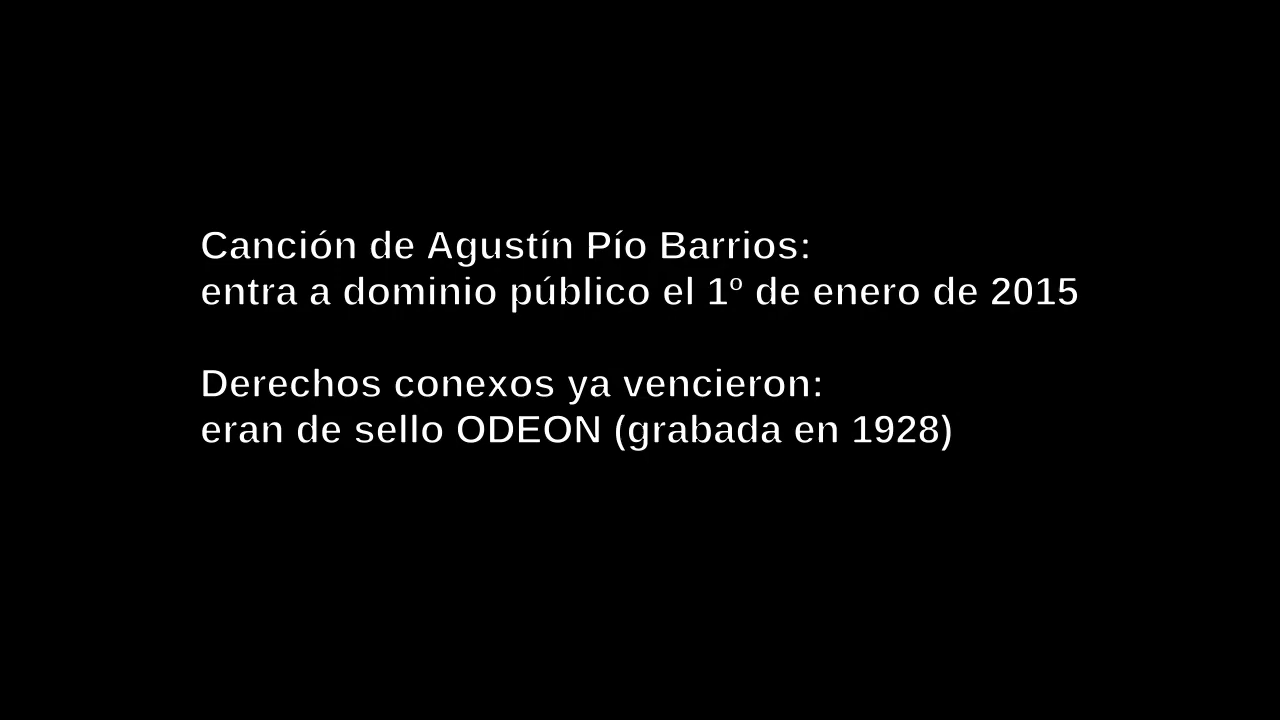 Canción de Agustín Pío Barrios:
entra a dominio público el 1º de enero de 2015
Derechos conexos ya vencieron:
eran de sello ODEON (grabada en 1928)